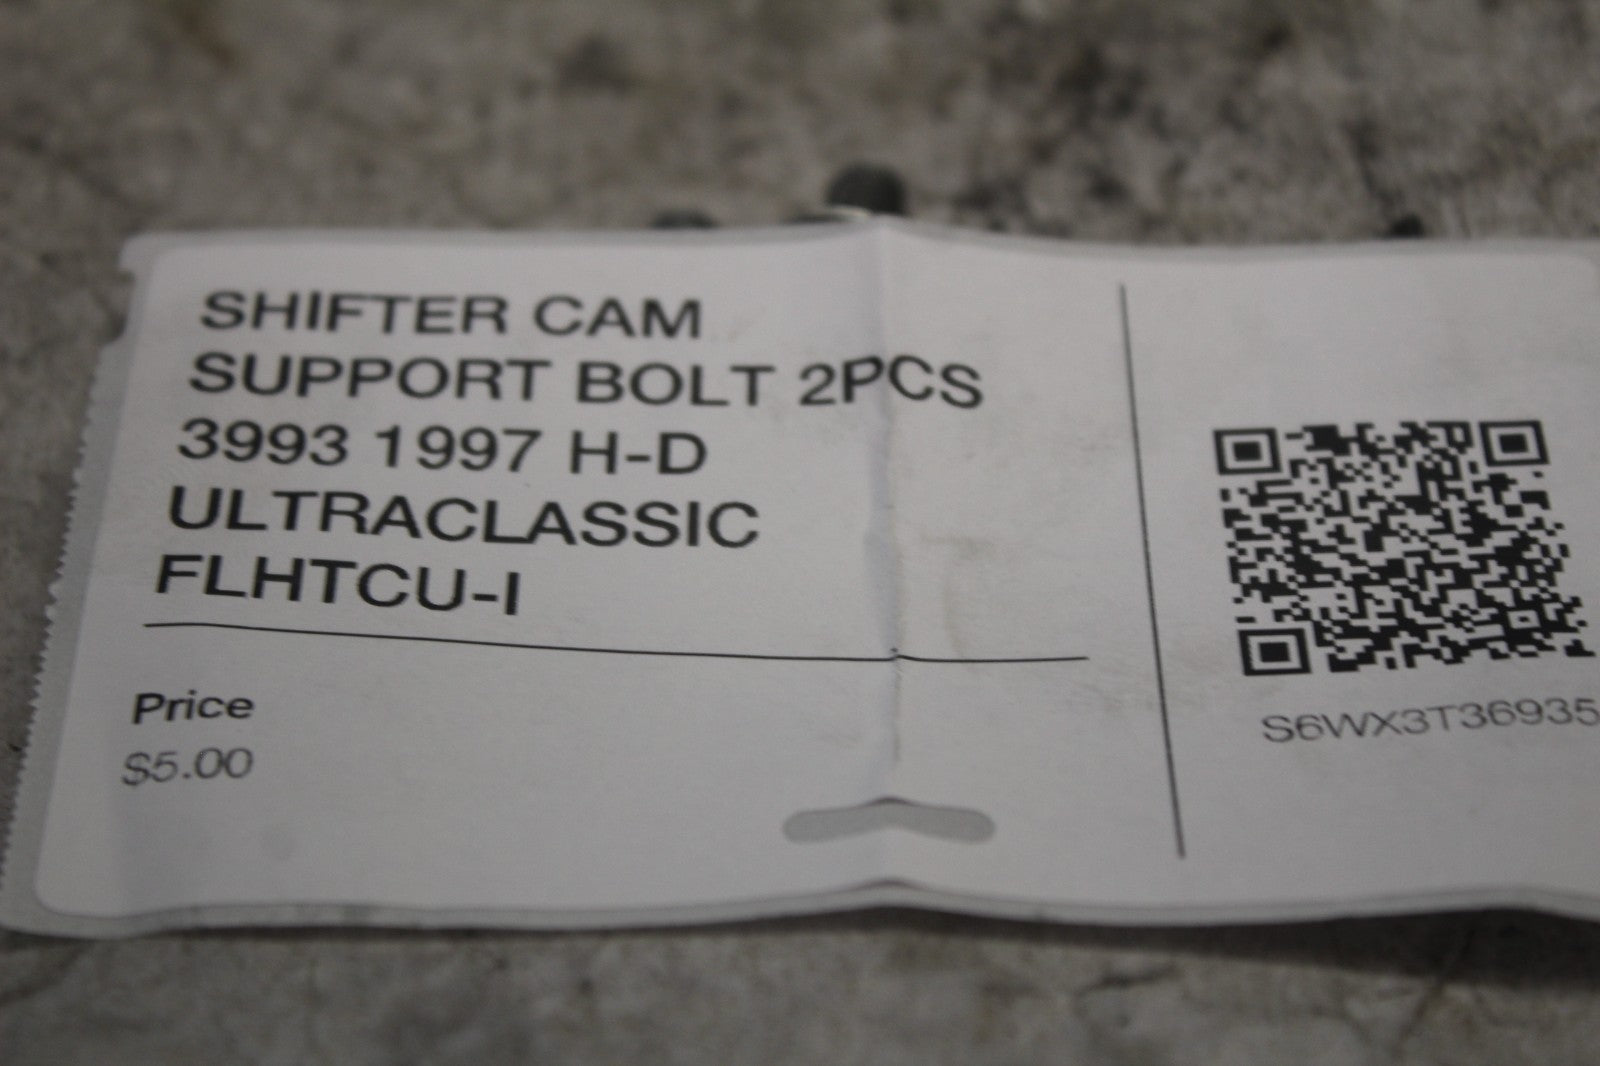 SHIFTER CAM
SUPPORT BOLT 2PCS
3993 1997 H-D
ULTRACLASSIC
FLHTCU-I
Price
$5.00
S6WX3T36935